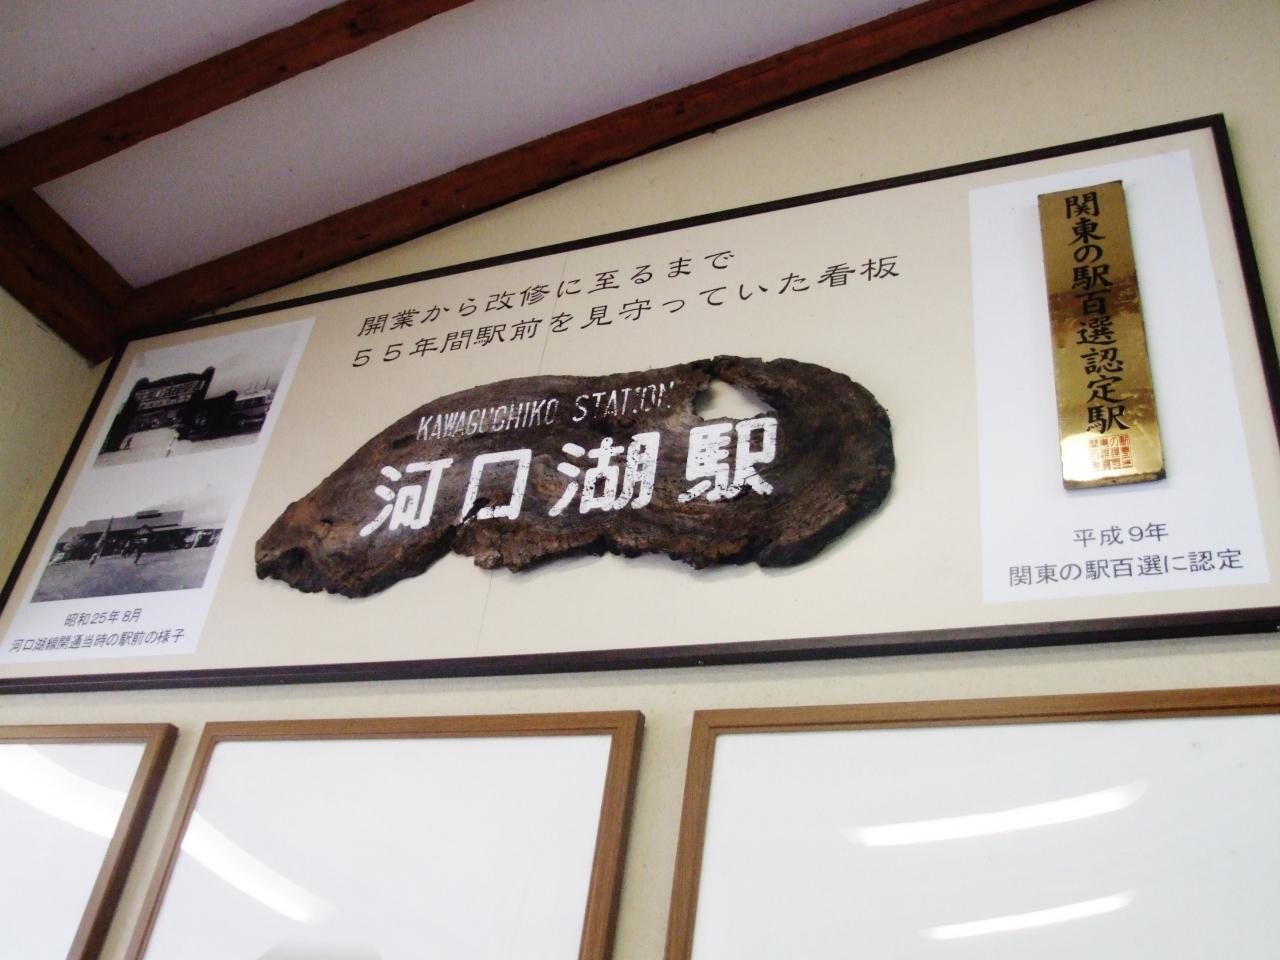 開業から改修に至るまで
55年間駅前を見守っていた看板
KAWAGUCHIKO STATION
河口湖駅
昭和25年8月
河口湖線開通当時の駅前の様子
関東の駅百選認定駅
平成9年
関東の駅百選に認定